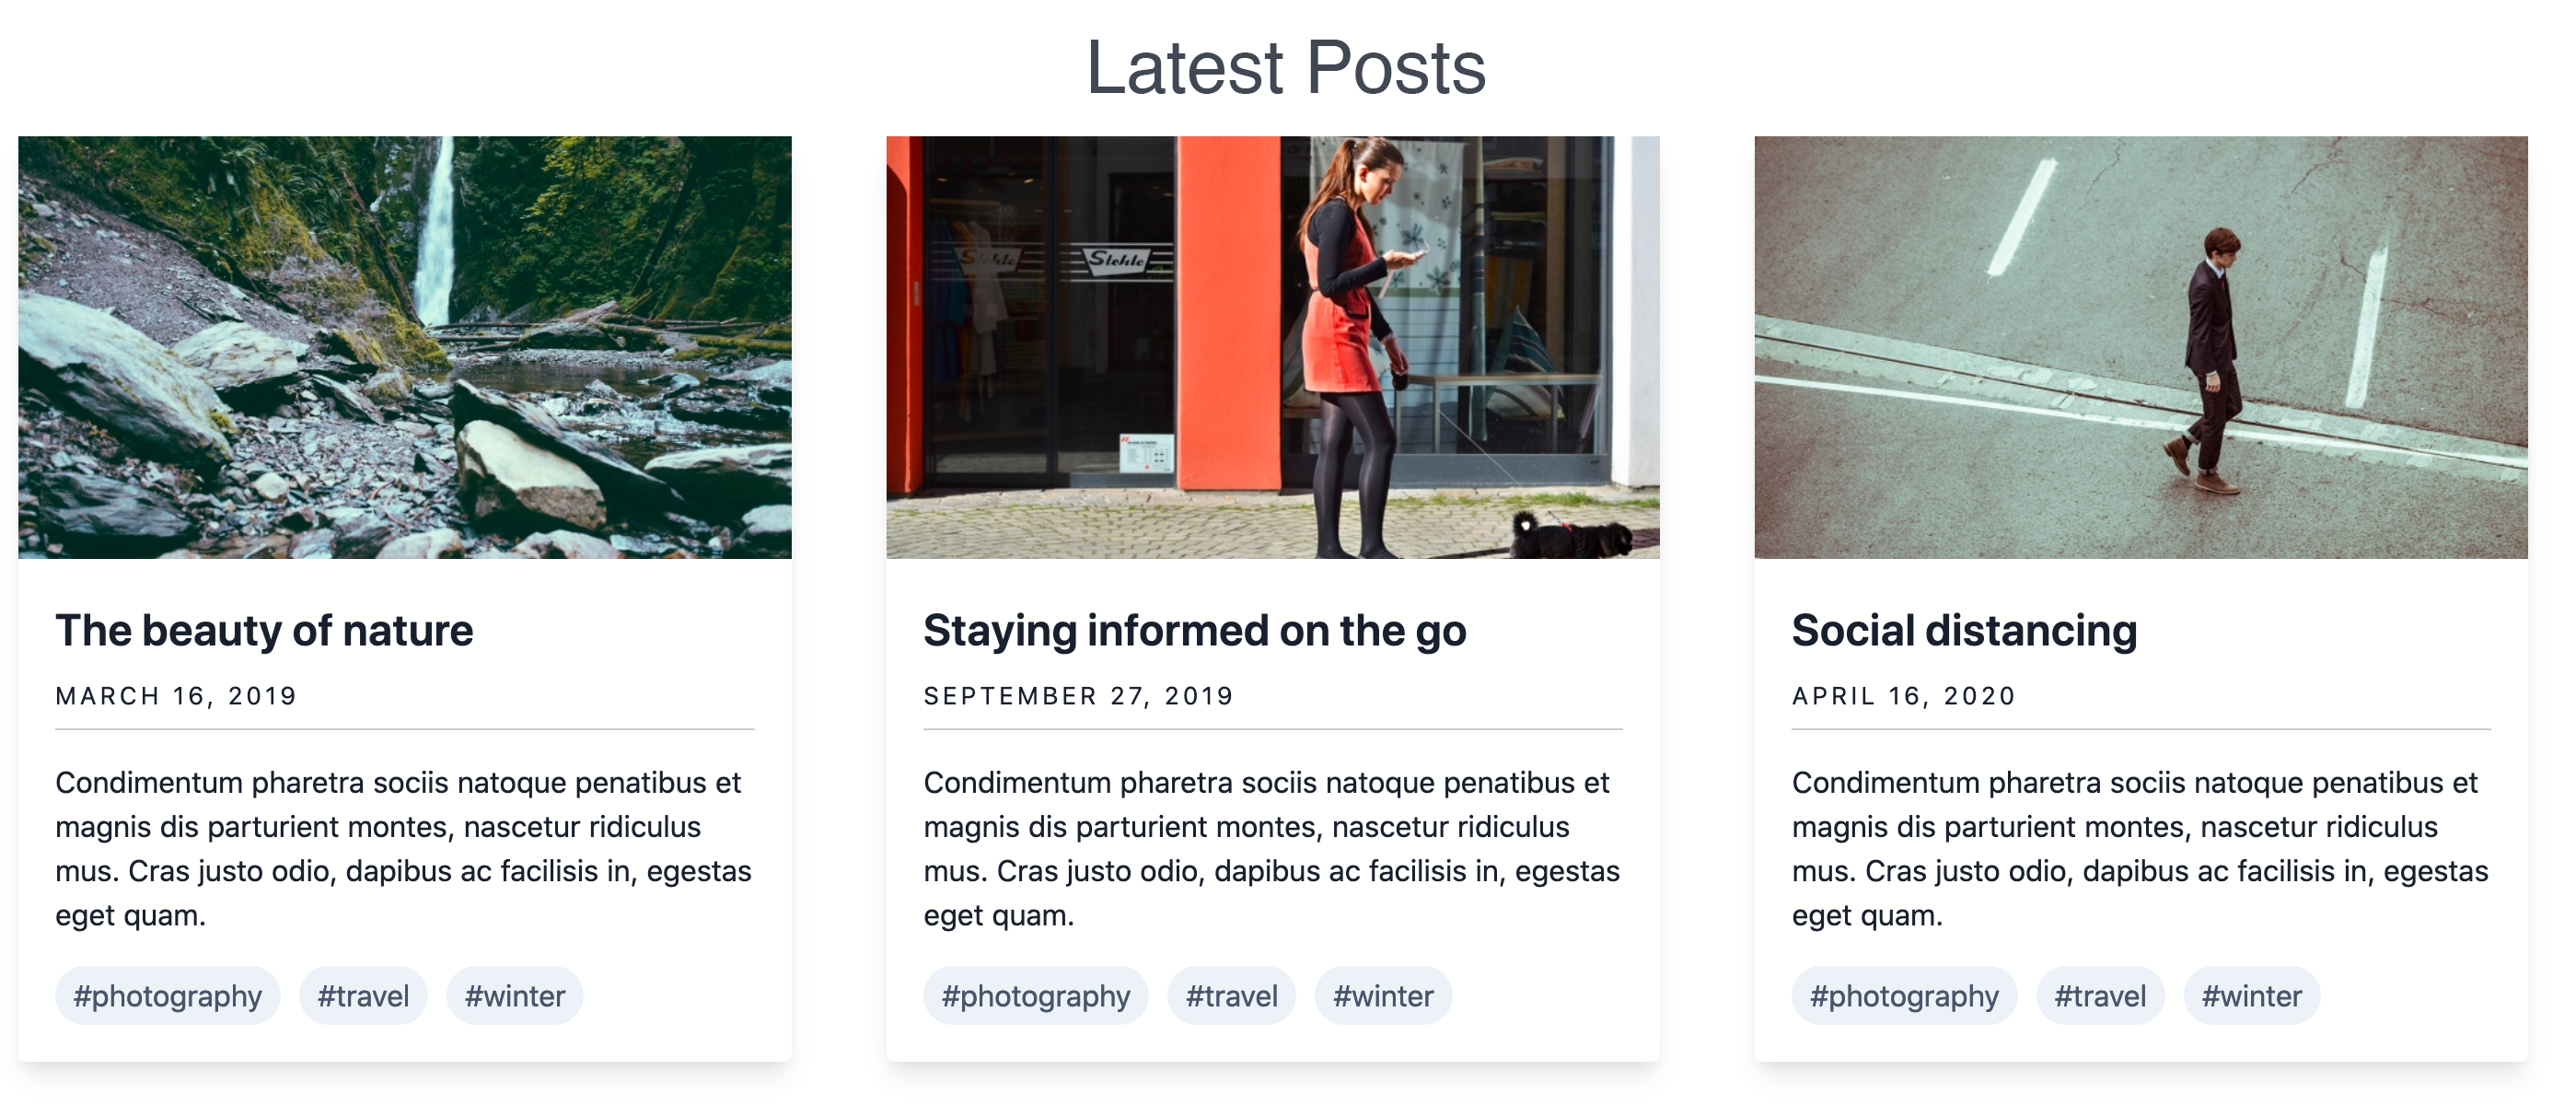 Latest Posts
Stehle
Stehle
The beauty of nature
MARCH 16, 2019
Condimentum pharetra sociis natoque penatibus et
magnis dis parturient montes, nascetur ridiculus
mus. Cras justo odio, dapibus ac facilisis in, egestas
eget quam.
#photography #travel #winter
Staying informed on the go
SEPTEMBER 27, 2019
Condimentum pharetra sociis natoque penatibus et
magnis dis parturient montes, nascetur ridiculus
mus. Cras justo odio, dapibus ac facilisis in, egestas
eget quam.
#photography #travel #winter
Social distancing
APRIL 16, 2020
Condimentum pharetra sociis natoque penatibus et
magnis dis parturient montes, nascetur ridiculus
mus. Cras justo odio, dapibus ac facilisis in, egestas
eget quam.
#photography #travel #winter